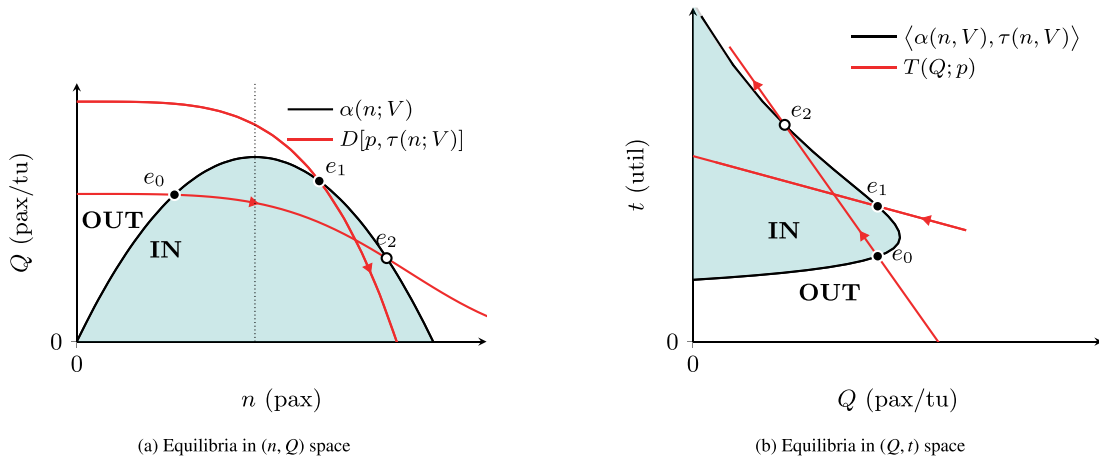 α(n; V)
D[p, τ(n; V)]
e₀
e₁
e₂
OUT
IN
Q (pax/tu)
0
0
n (pax)
(a) Equilibria in (n, Q) space
⟨α(n, V), τ(n, V)⟩
T(Q; p)
e₂
e₁
e₀
IN
OUT
t (util)
0
0
Q (pax/tu)
(b) Equilibria in (Q, t) space